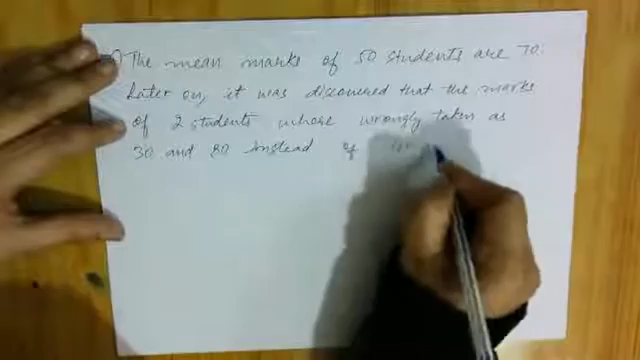 The mean marks of 50 students are 70.
Later on, it was discovered that the marks
of 2 students where wrongly taken as
30 and 80 instead of